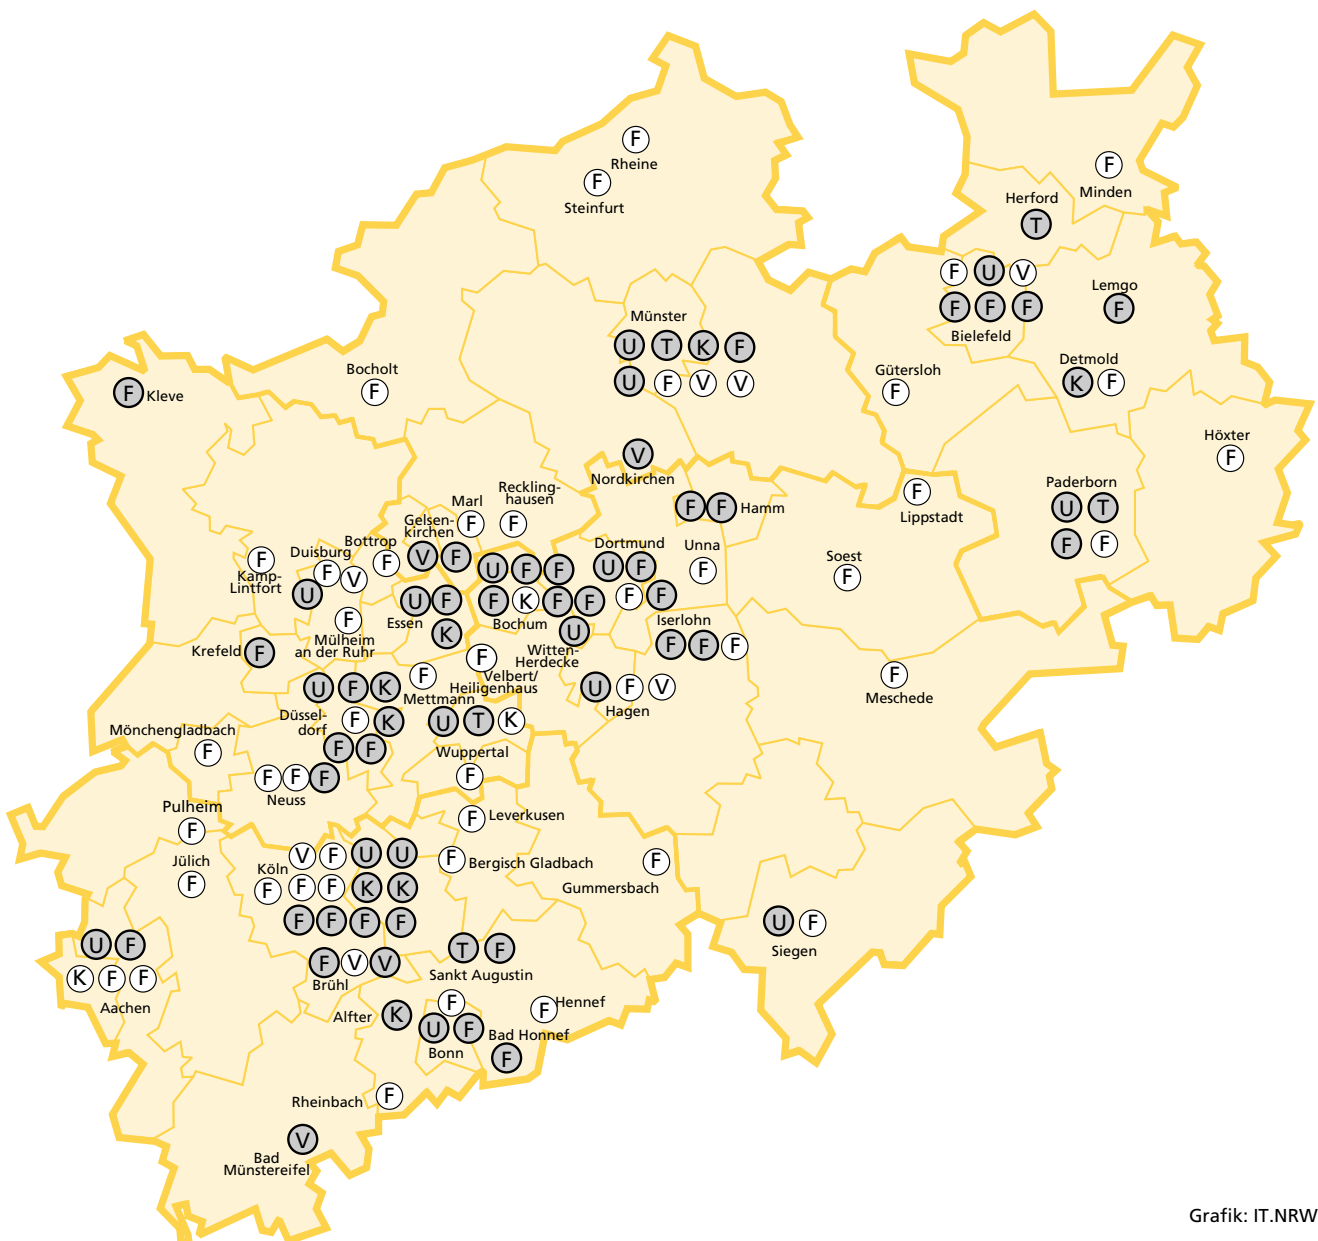 F
Rheine
F
Steinfurt
F
Minden
Herford
T
F U V
F F F
Bielefeld
Lemgo
F
Münster
U T K F
U F V V
Detmold
K F
Gütersloh
F
Bocholt
F
F Kleve
Höxter
F
V
Nordkirchen
F F Hamm
F
Lippstadt
Paderborn
U T
F F
Reckling-
hausen
F
Marl
F
Gelsen-
kirchen
V F
Bottrop
F
Duisburg
F V
U
F
Kamp-
Lintfort
U F F
F K F F
Bochum
U
Witten-
Herdecke
Dortmund
U F
F F
Unna
F
Soest
F
U F
Essen
K
F
Mülheim
an der Ruhr
Krefeld F
Iserlohn
F F F
F
Velbert/
Heiligenhaus
F
Mettmann
U F V
Hagen
F
Meschede
U F K
F K
Düssel-
dorf
F F
U T K
Wuppertal
F
Mönchengladbach
F
F F F
Neuss
Pulheim
F
F Leverkusen
Jülich
F
Köln
V F U U
F F F K K
F F F F
F Bergisch Gladbach
F
Gummersbach
U F
Siegen
U F
K F F
Aachen
F V V
Brühl
T F
Sankt Augustin
Alfter K
F
U F
Bonn
F Hennef
Bad Honnef
F
Rheinbach F
V
Bad
Münstereifel
Grafik: IT.NRW